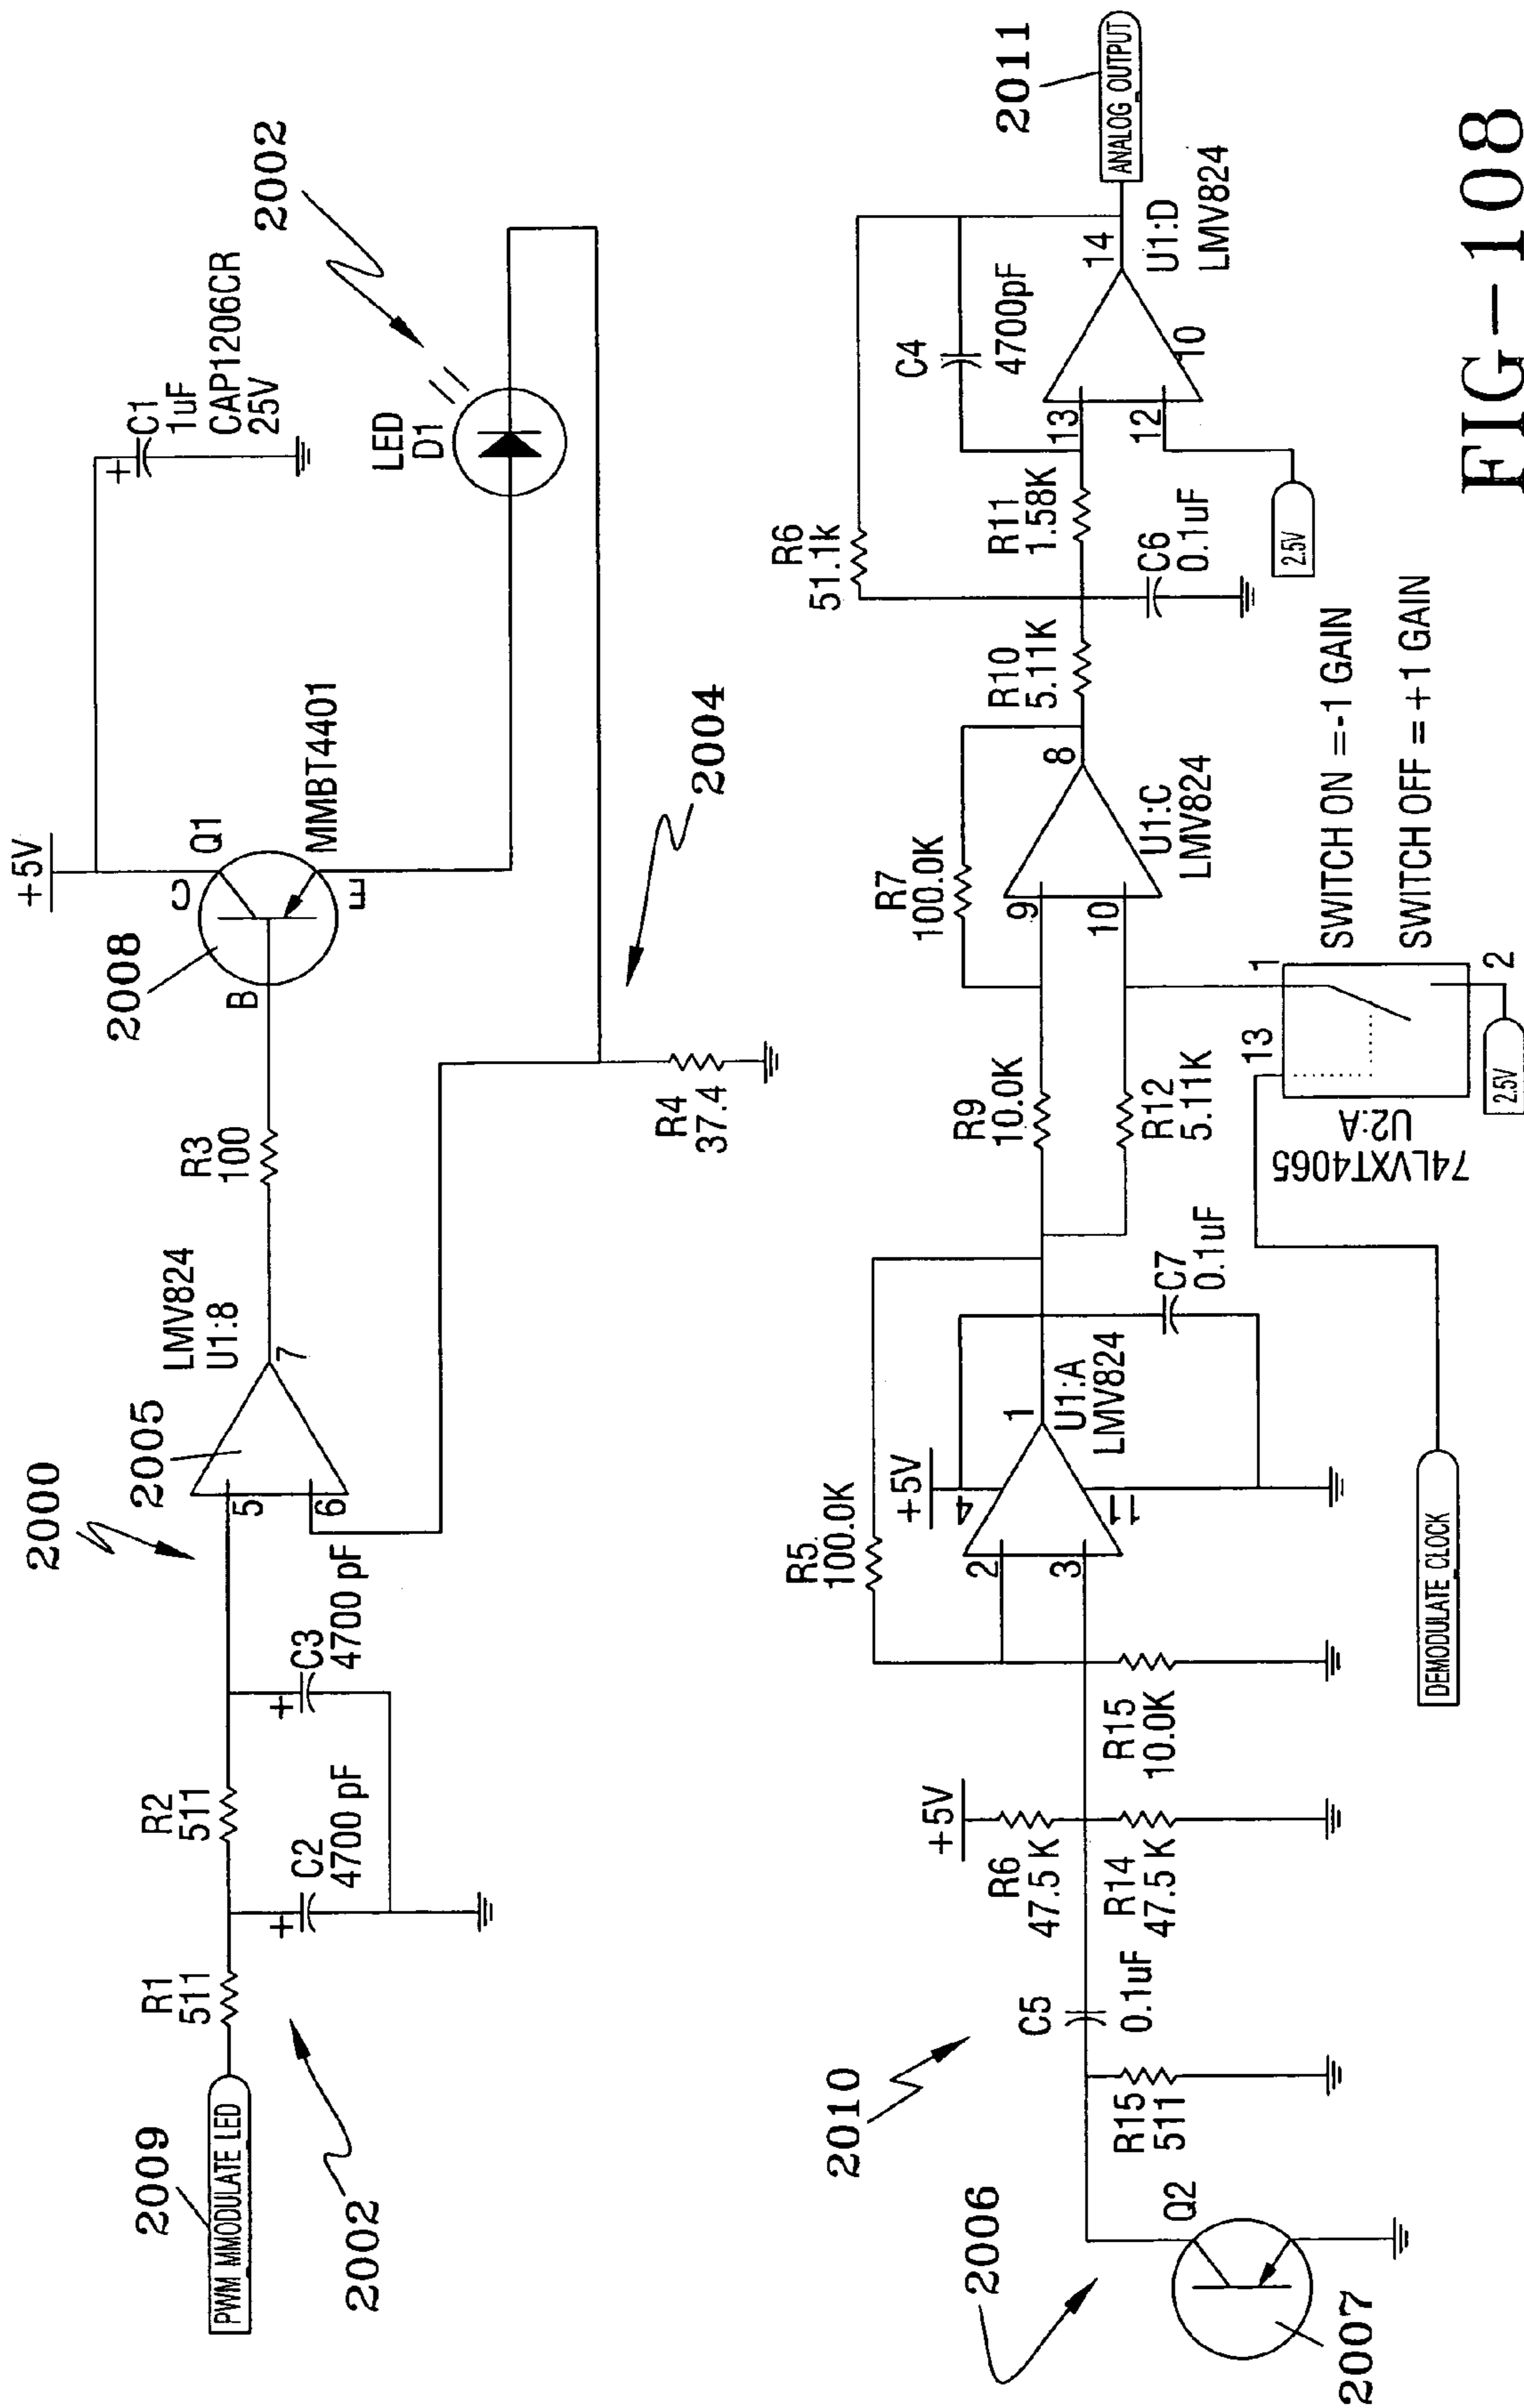 2000
2009
PWM MMODULATE LED
2002
R1
511
R2
511
+
C2
4700 pF
+
C3
4700 pF
2005
5
6
7
LMV824
U1:8
R3
100
2008
B
C
E
Q1
MMBT4401
+5V
+
C1
1uF
CAP1206CR
25V
LED
D1
2002
2004
R4
37.4
2006
2007
Q2
2010
R15
511
C5
0.1uF
+5V
R6
47.5 K
R14
47.5 K
R15
10.0K
R5
100.0K
+5V
4
2
3
11
1
U1:A
LMV824
C7
0.1uF
DEMODULATE CLOCK
R9
10.0K
R12
5.11K
R7
100.0K
9
10
8
U1:C
LMV824
74LVXT4065
U2:A
13
1
2
2.5V
SWITCH ON =-1 GAIN
SWITCH OFF = +1 GAIN
R10
5.11K
R6
51.1k
R11
1.58K
C6
0.1uF
2.5V
C4
4700pF
13
12
14
10
U1:D
LMV824
2011
ANALOG OUTPUT
FIG-108